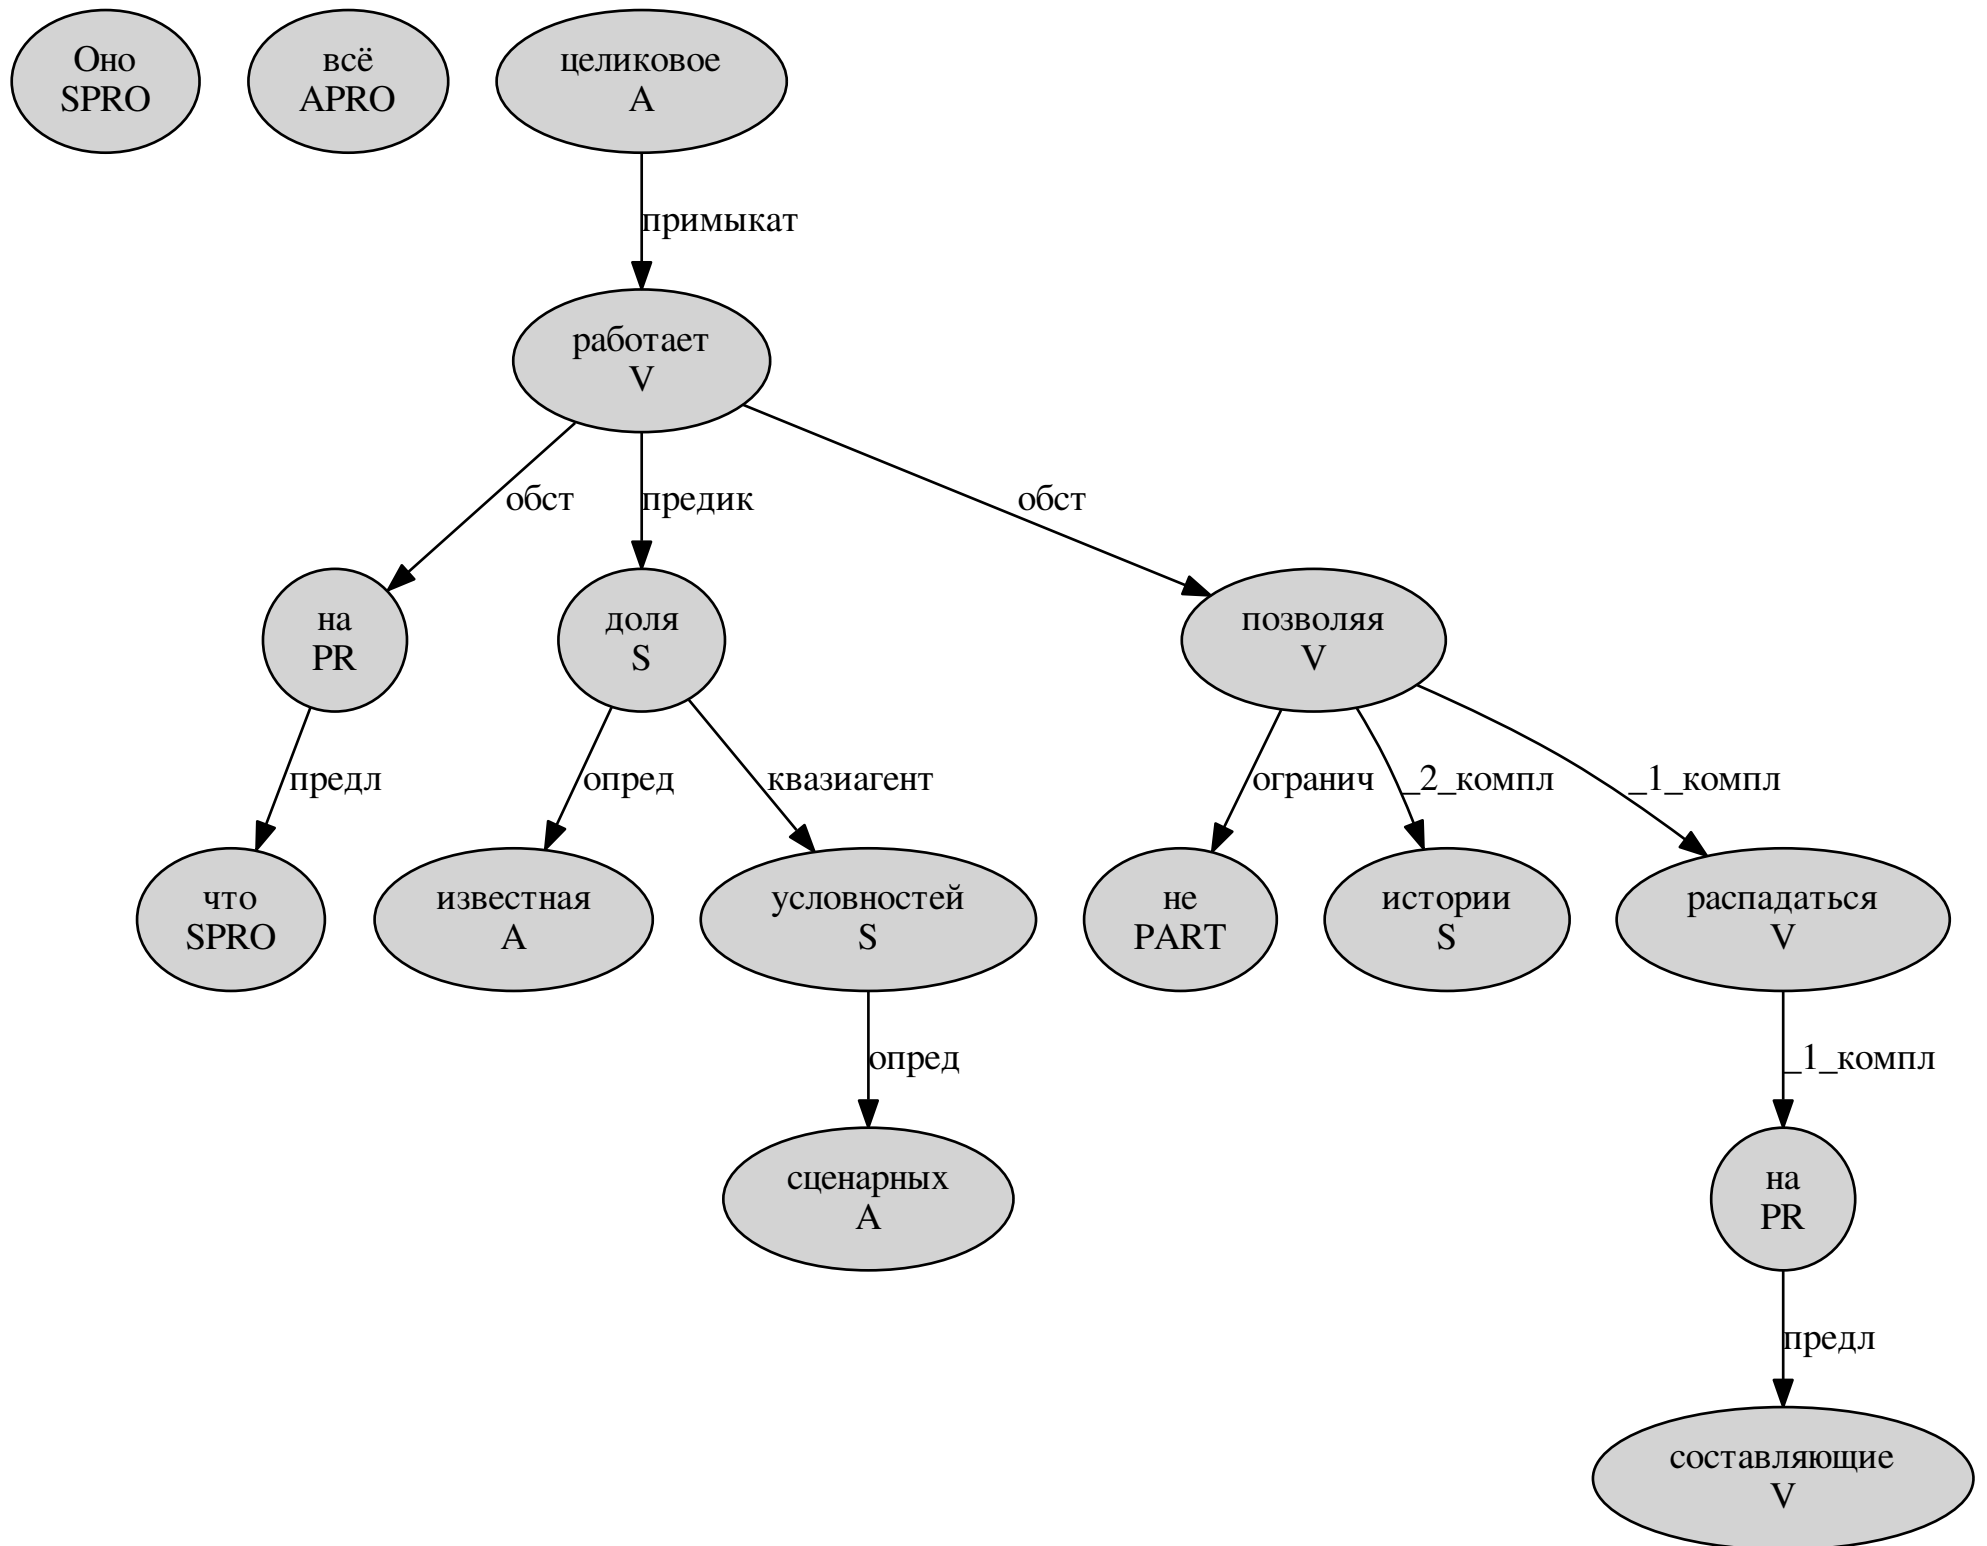 Оно
SPRO
всё
APRO
целиковое
A
примыкат
работает
V
обст
предик
обст
на
PR
доля
S
позволяя
V
предл
опред
квазиагент
огранич
_2_компл
_1_компл
что
SPRO
известная
A
условностей
S
не
PART
истории
S
распадаться
V
опред
_1_компл
сценарных
A
на
PR
предл
составляющие
V